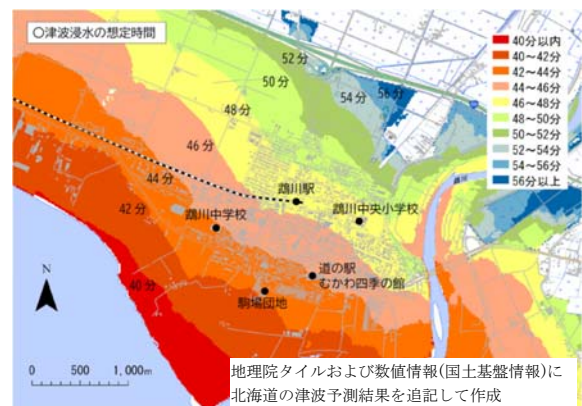 〇津波浸水の想定時間
40分以内
40～42分
42～44分
44～46分
46～48分
48～50分
50～52分
52～54分
54～56分
56分以上
52分
50分
54分
56分
48分
46分
44分
42分
40分
鵡川駅
鵡川中学校
鵡川中央小学校
道の駅
むかわ四季の館
駒場団地
鵡川
N
0 500 1,000m
地理院タイルおよび数値情報(国土基盤情報)に
北海道の津波予測結果を追記して作成